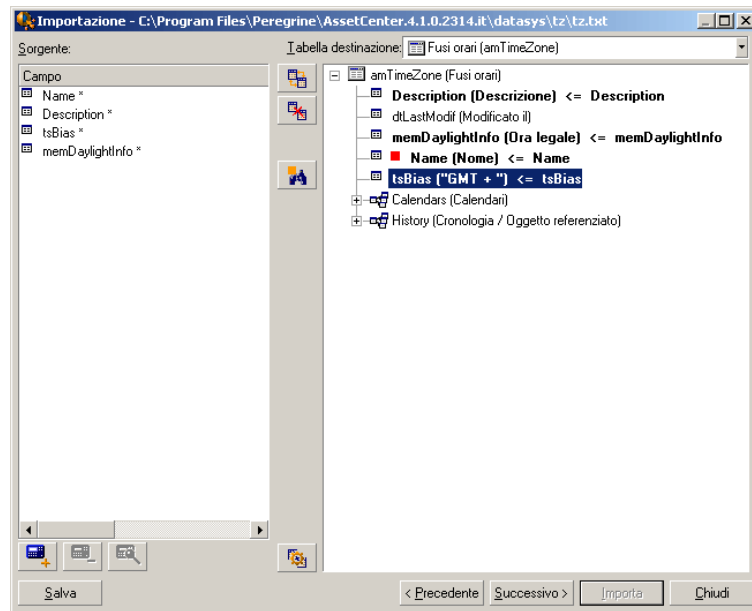 Importazione - C:\Program Files\Peregrine\AssetCenter.4.1.0.2314.it\datasys\tz\tz.txt
Sorgente:
Tabella destinazione: Fusi orari (amTimeZone)
Campo
Name *
Description *
tsBias *
memDaylightInfo *
amTimeZone (Fusi orari)
Description (Descrizione) <= Description
dtLastModif (Modificato il)
memDaylightInfo (Ora legale) <= memDaylightInfo
Name (Nome) <= Name
tsBias ("GMT + ") <= tsBias
Calendars (Calendari)
History (Cronologia / Oggetto referenziato)
Salva
< Precedente
Successivo >
Importa
Chiudi